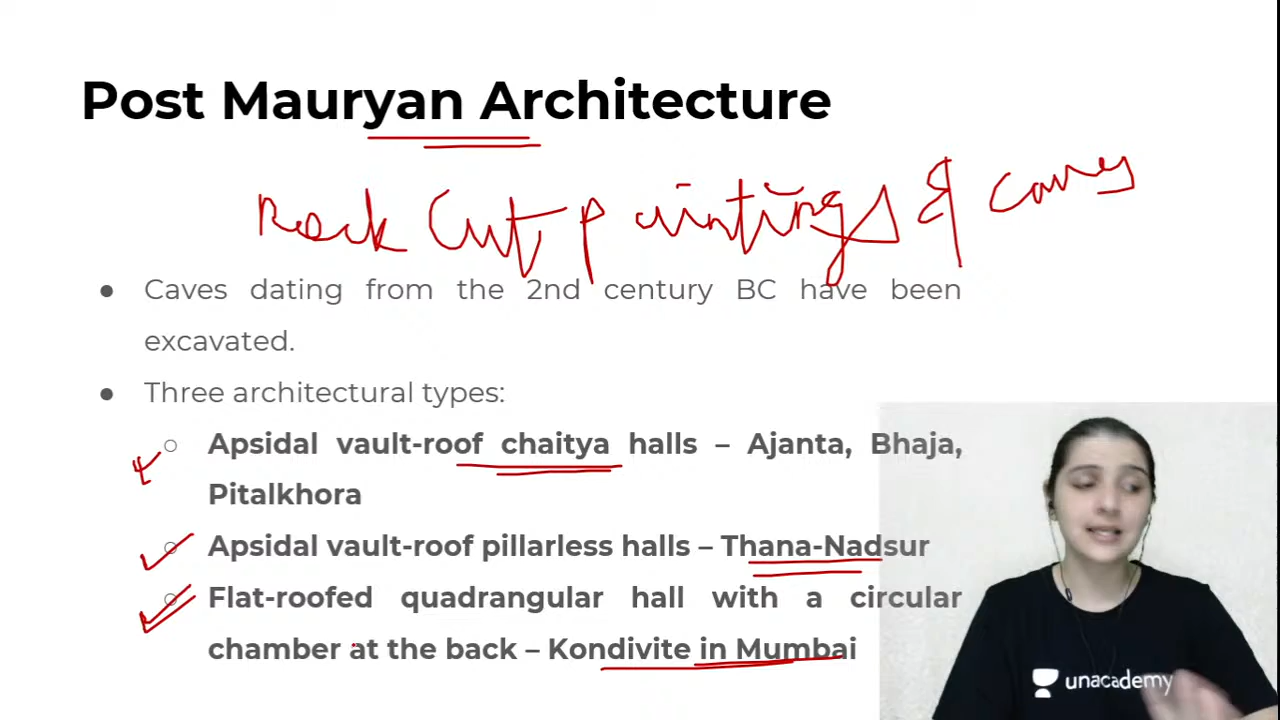 Post Mauryan Architecture
Rock Cut paintings & caves
● Caves dating from the 2nd century BC have been
excavated.
● Three architectural types:
○ Apsidal vault-roof chaitya halls – Ajanta, Bhaja,
Pitalkhora
○ Apsidal vault-roof pillarless halls – Thana-Nadsur
○ Flat-roofed quadrangular hall with a circular
chamber at the back – Kondivite in Mumbai
unacademy